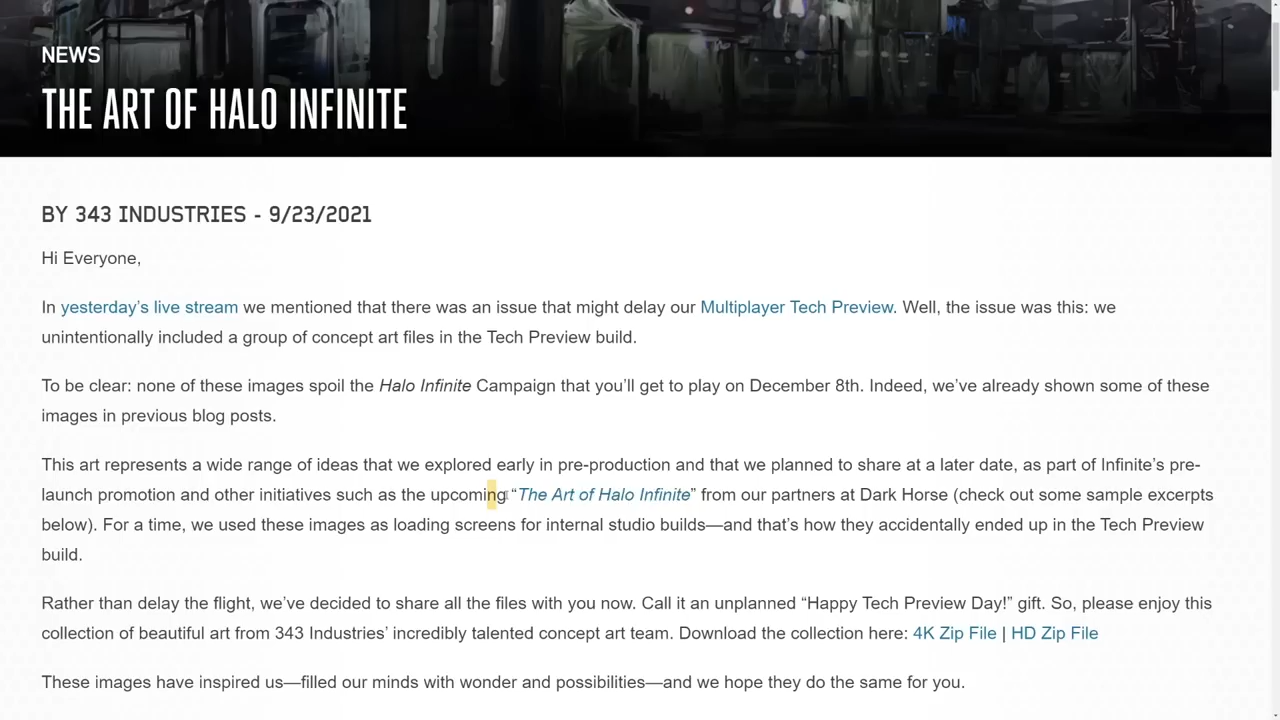 NEWS
THE ART OF HALO INFINITE
BY 343 INDUSTRIES - 9/23/2021
Hi Everyone,
In yesterday’s live stream we mentioned that there was an issue that might delay our Multiplayer Tech Preview. Well, the issue was this: we
unintentionally included a group of concept art files in the Tech Preview build.
To be clear: none of these images spoil the Halo Infinite Campaign that you’ll get to play on December 8th. Indeed, we’ve already shown some of these
images in previous blog posts.
This art represents a wide range of ideas that we explored early in pre-production and that we planned to share at a later date, as part of Infinite’s pre-
launch promotion and other initiatives such as the upcoming “The Art of Halo Infinite” from our partners at Dark Horse (check out some sample excerpts
below). For a time, we used these images as loading screens for internal studio builds—and that’s how they accidentally ended up in the Tech Preview
build.
Rather than delay the flight, we’ve decided to share all the files with you now. Call it an unplanned “Happy Tech Preview Day!” gift. So, please enjoy this
collection of beautiful art from 343 Industries’ incredibly talented concept art team. Download the collection here: 4K Zip File | HD Zip File
These images have inspired us—filled our minds with wonder and possibilities—and we hope they do the same for you.